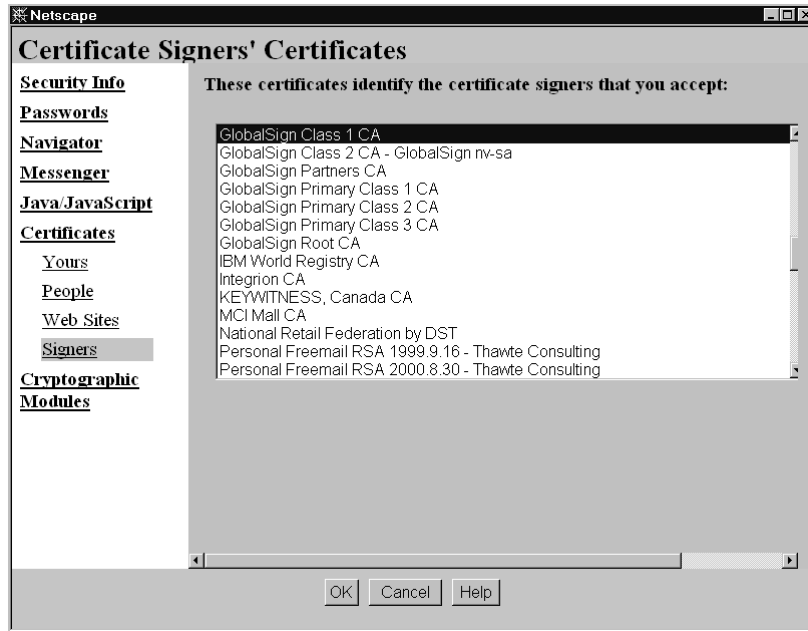 Netscape
Certificate Signers' Certificates
Security Info
Passwords
Navigator
Messenger
Java/JavaScript
Certificates
Yours
People
Web Sites
Signers
Cryptographic
Modules
These certificates identify the certificate signers that you accept:
GlobalSign Class 1 CA
GlobalSign Class 2 CA - GlobalSign nv-sa
GlobalSign Partners CA
GlobalSign Primary Class 1 CA
GlobalSign Primary Class 2 CA
GlobalSign Primary Class 3 CA
GlobalSign Root CA
IBM World Registry CA
Integrion CA
KEYWITNESS, Canada CA
MCI Mall CA
National Retail Federation by DST
Personal Freemail RSA 1999.9.16 - Thawte Consulting
Personal Freemail RSA 2000.8.30 - Thawte Consulting
OK Cancel Help